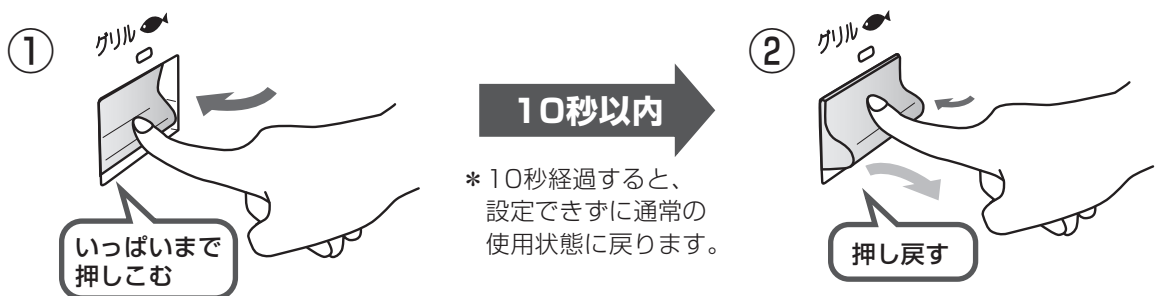 ①
グリル
いっぱいまで
押しこむ
10秒以内
*10秒経過すると、
設定できずに通常の
使用状態に戻ります。
②
グリル
押し戻す